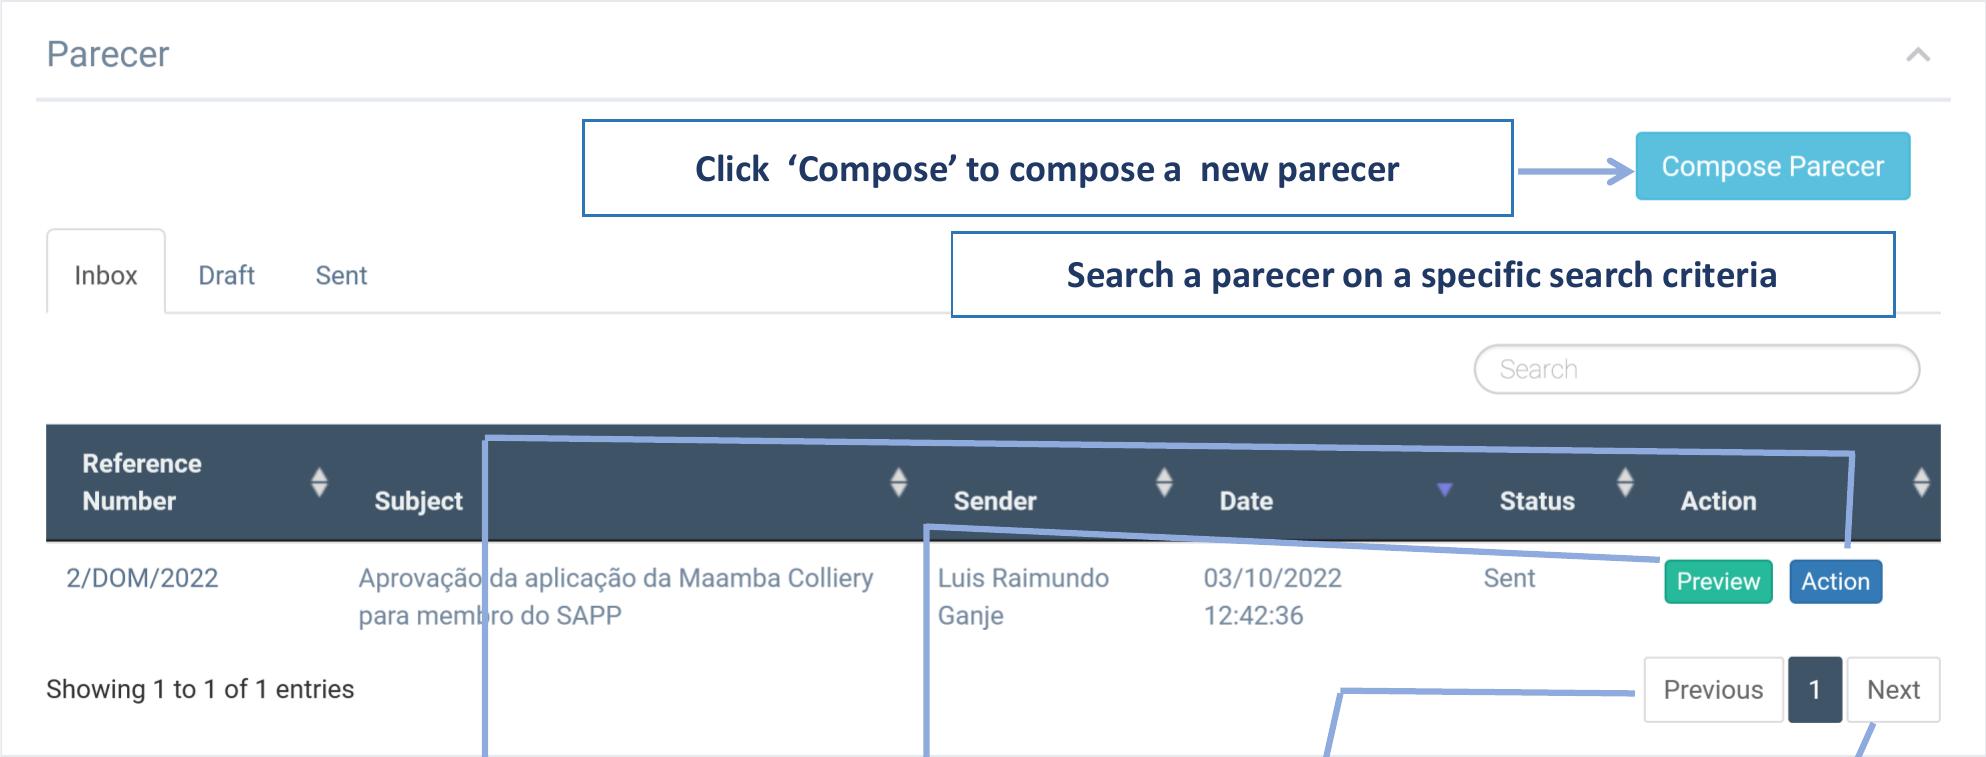 Parecer
Click ‘Compose’ to compose a new parecer
Compose Parecer
Inbox Draft Sent
Search a parecer on a specific search criteria
Search
Reference Number Subject Sender Date Status Action
2/DOM/2022 Aprovação da aplicação da Maamba Colliery Luis Raimundo 03/10/2022 Sent Preview Action
para membro do SAPP Ganje 12:42:36
Showing 1 to 1 of 1 entries Previous 1 Next